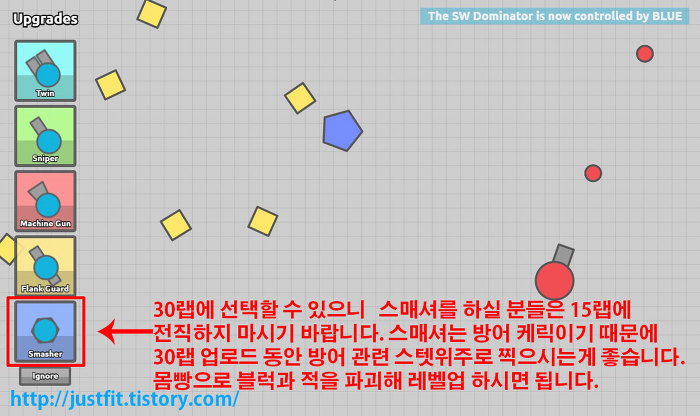 Upgrades
The SW Dominator is now controlled by BLUE
Twin
Sniper
Machine Gun
Flank Guard
Smasher
Ignore
30랩에 선택할 수 있으니 스매셔를 하실 분들은 15랩에
전직하지 마시기 바랍니다. 스매셔는 방어 케릭이기 때문에
30랩 업로드 동안 방어 관련 스텟위주로 찍으시는게 좋습니다.
몸빵으로 블럭과 적을 파괴해 레벨업 하시면 됩니다.
http://justfit.tistory.com/